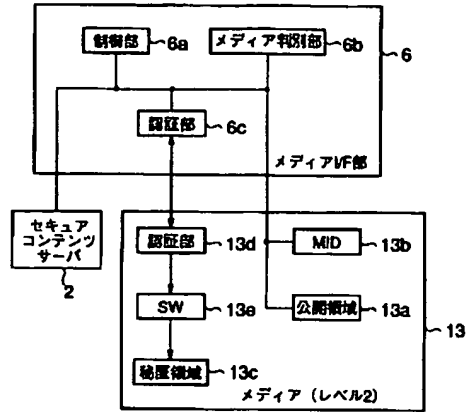 制御部
6a
メディア判別部
6b
6
認証部
6c
メディアI/F部
セキュア
コンテンツ
サーバ
2
認証部
13d
MID
13b
SW
13e
公開領域
13a
13
秘匿領域
13c
メディア（レベル2）